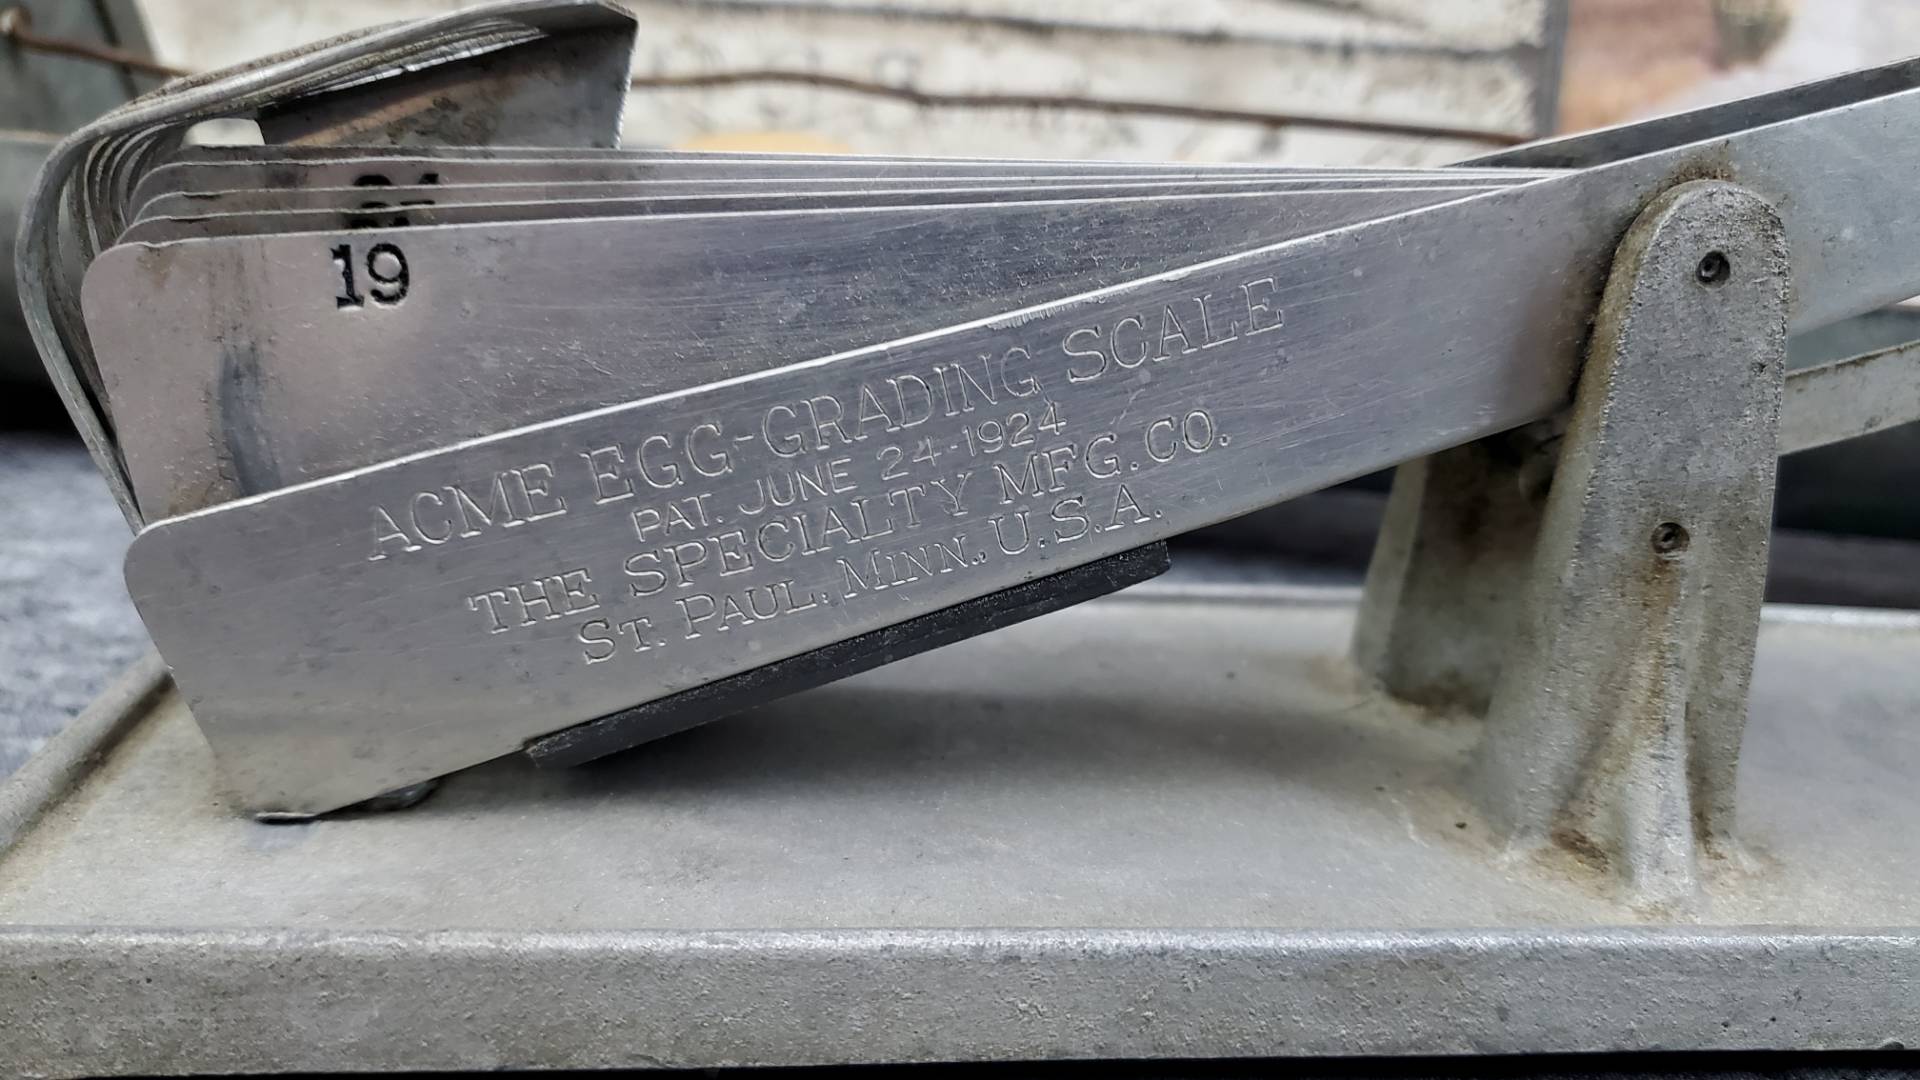 19
ACME EGG-GRADING SCALE
PAT. JUNE 24-1924
THE SPECIALTY MFG. CO.
ST. PAUL, MINN., U.S.A.